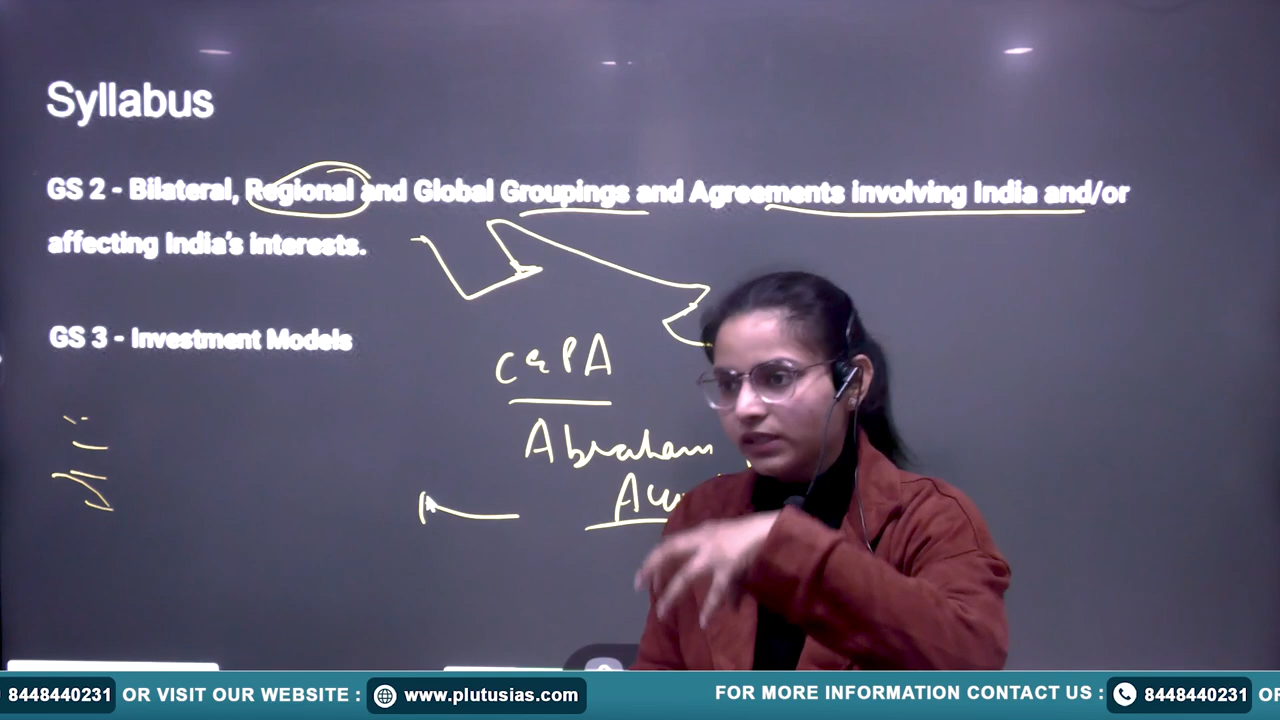 Syllabus
GS 2 - Bilateral, Regional and Global Groupings and Agreements involving India and/or
affecting India's interests.
GS 3 - Investment Models
CEPA
Abraham
8448440231 OR VISIT OUR WEBSITE : www.plutusias.com FOR MORE INFORMATION CONTACT US : 8448440231